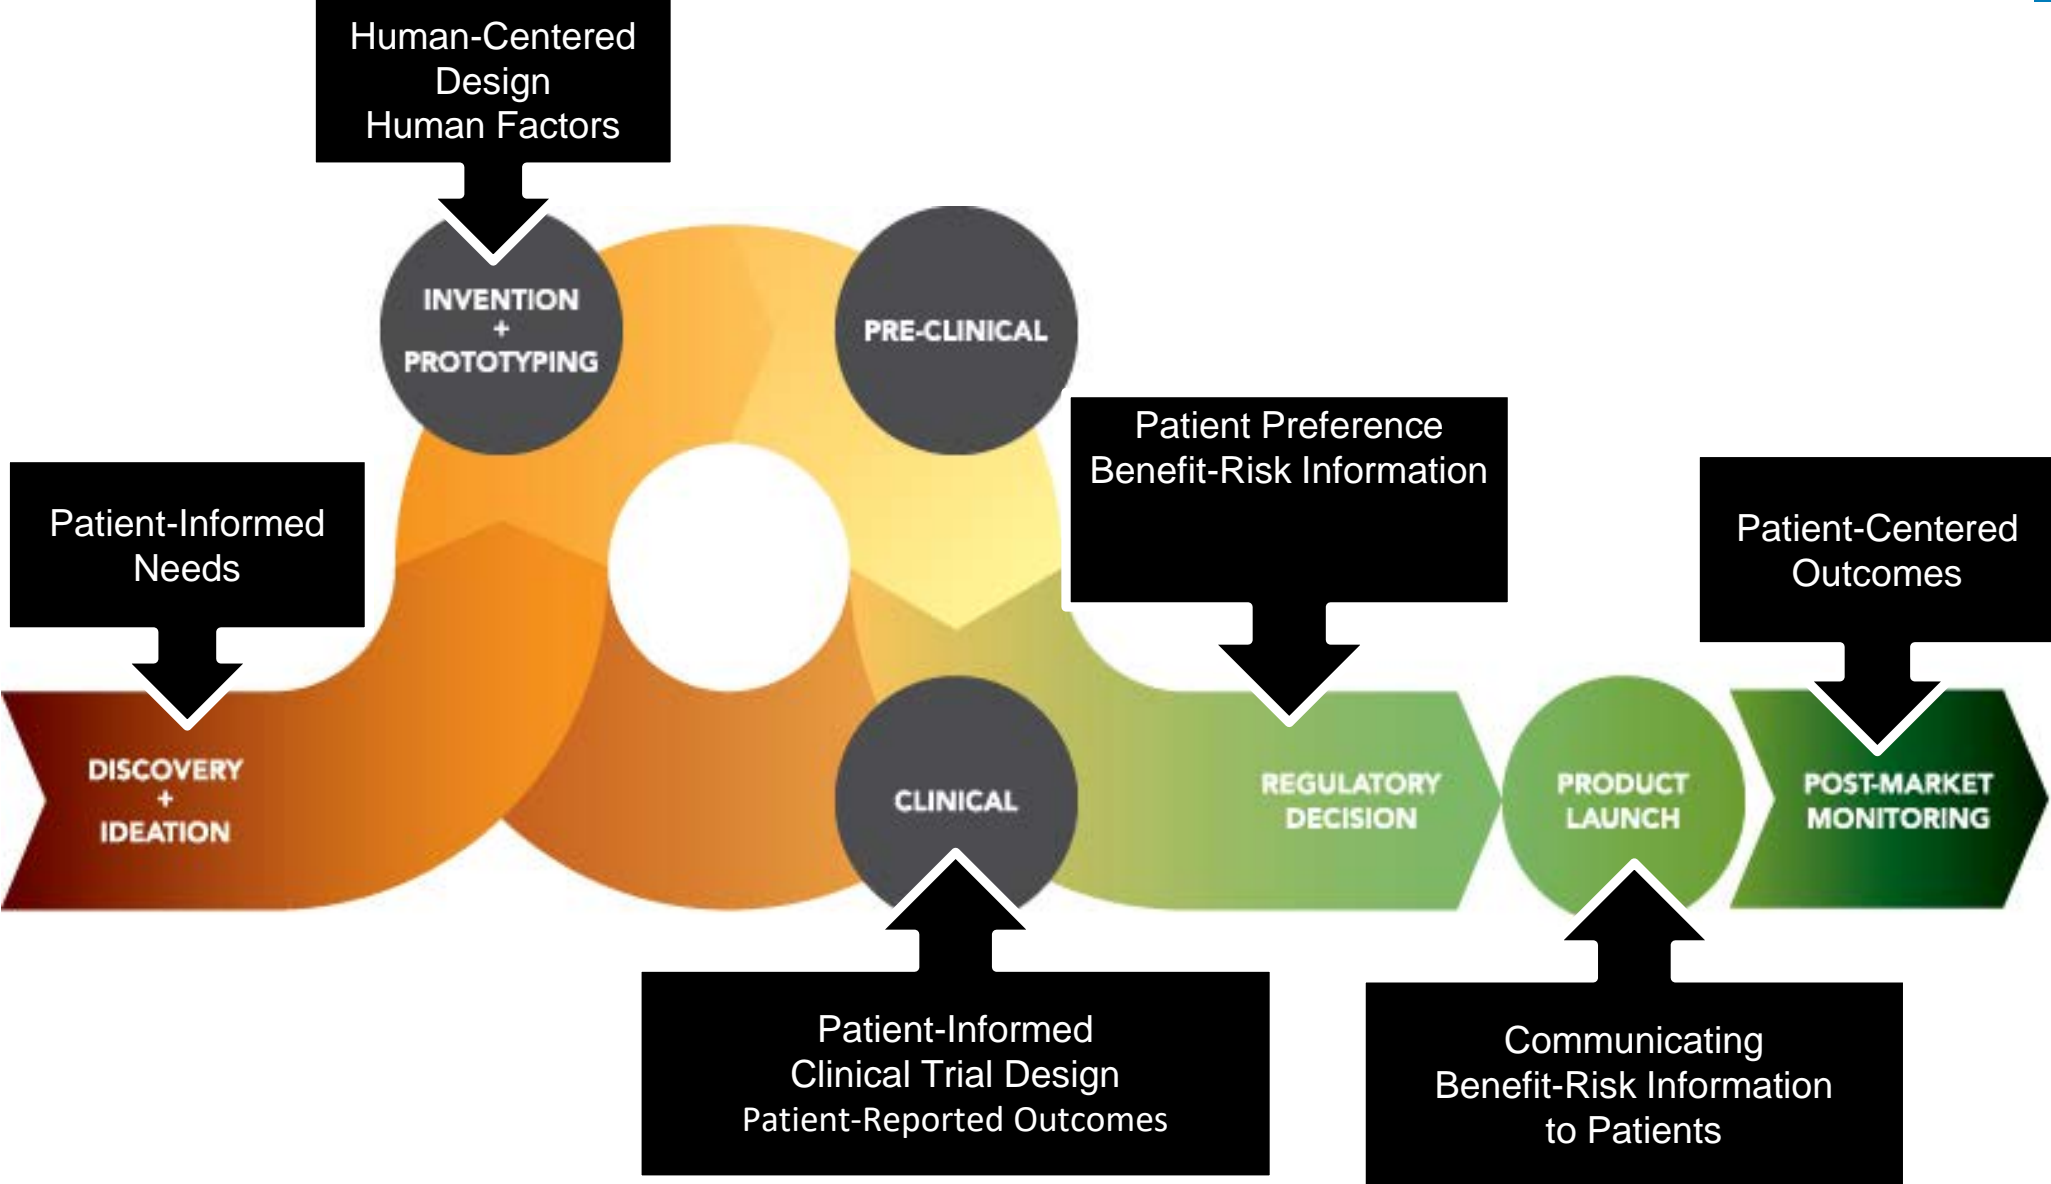 Human-Centered
Design
Human Factors
INVENTION
+
PROTOTYPING
PRE-CLINICAL
Patient Preference
Benefit-Risk Information
Patient-Informed
Needs
Patient-Centered
Outcomes
DISCOVERY
+
IDEATION
CLINICAL
REGULATORY
DECISION
PRODUCT
LAUNCH
POST-MARKET
MONITORING
Patient-Informed
Clinical Trial Design
Patient-Reported Outcomes
Communicating
Benefit-Risk Information
to Patients